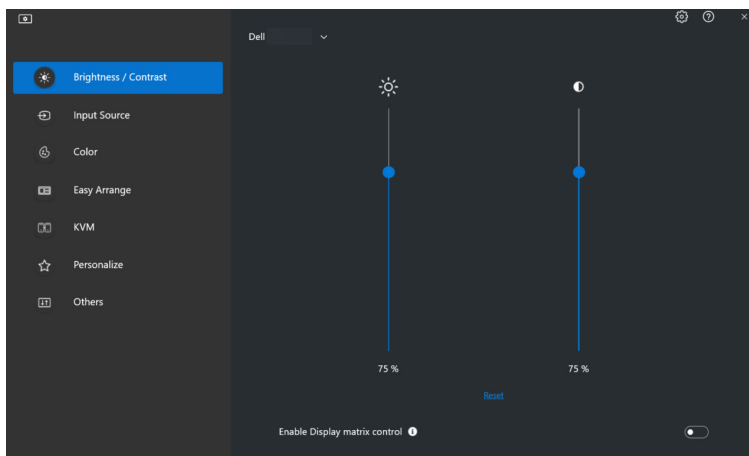 Dell
Brightness / Contrast
Input Source
Color
Easy Arrange
KVM
Personalize
Others
75 %
75 %
Reset
Enable Display matrix control